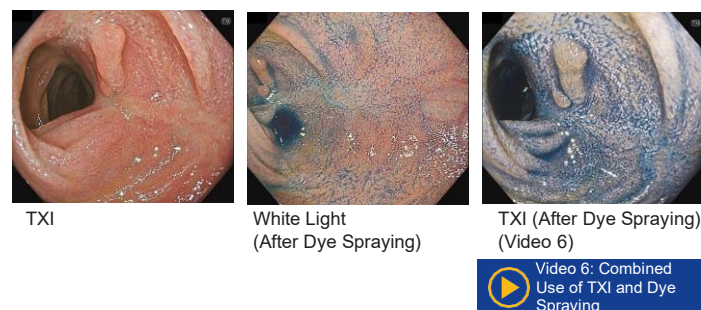 TXI
White Light
(After Dye Spraying)
TXI (After Dye Spraying)
(Video 6)
Video 6: Combined
Use of TXI and Dye
Spraying